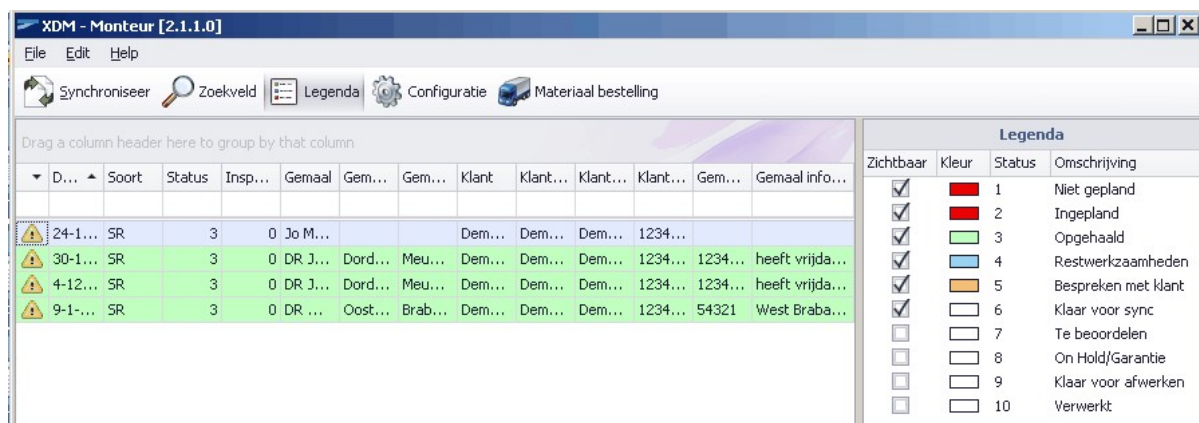 XDM - Monteur [2.1.1.0]
File Edit Help
Synchroniseer Zoekveld Legenda Configuratie Materiaal bestelling
Drag a column header here to group by that column
D... Soort Status Insp... Gemaal Gem... Gem... Klant Klant... Klant... Klant... Gem... Gemaal info...
24-1... SR 3 0 Jo M... Dem... Dem... Dem... 1234...
30-1... SR 3 0 DR J... Dord... Meu... Dem... Dem... Dem... 1234... 1234... heeft vrijda...
4-12... SR 3 0 DR J... Dord... Meu... Dem... Dem... Dem... 1234... 1234... heeft vrijda...
9-1-... SR 3 0 DR ... Oost... Brab... Dem... Dem... Dem... 1234... 54321 West Braba...
Legenda
Zichtbaar Kleur Status Omschrijving
1 Niet gepland
2 Ingepland
3 Opgehaald
4 Restwerkzaamheden
5 Bespreken met klant
6 Klaar voor sync
7 Te beoordelen
8 On Hold/Garantie
9 Klaar voor afwerken
10 Verwerkt